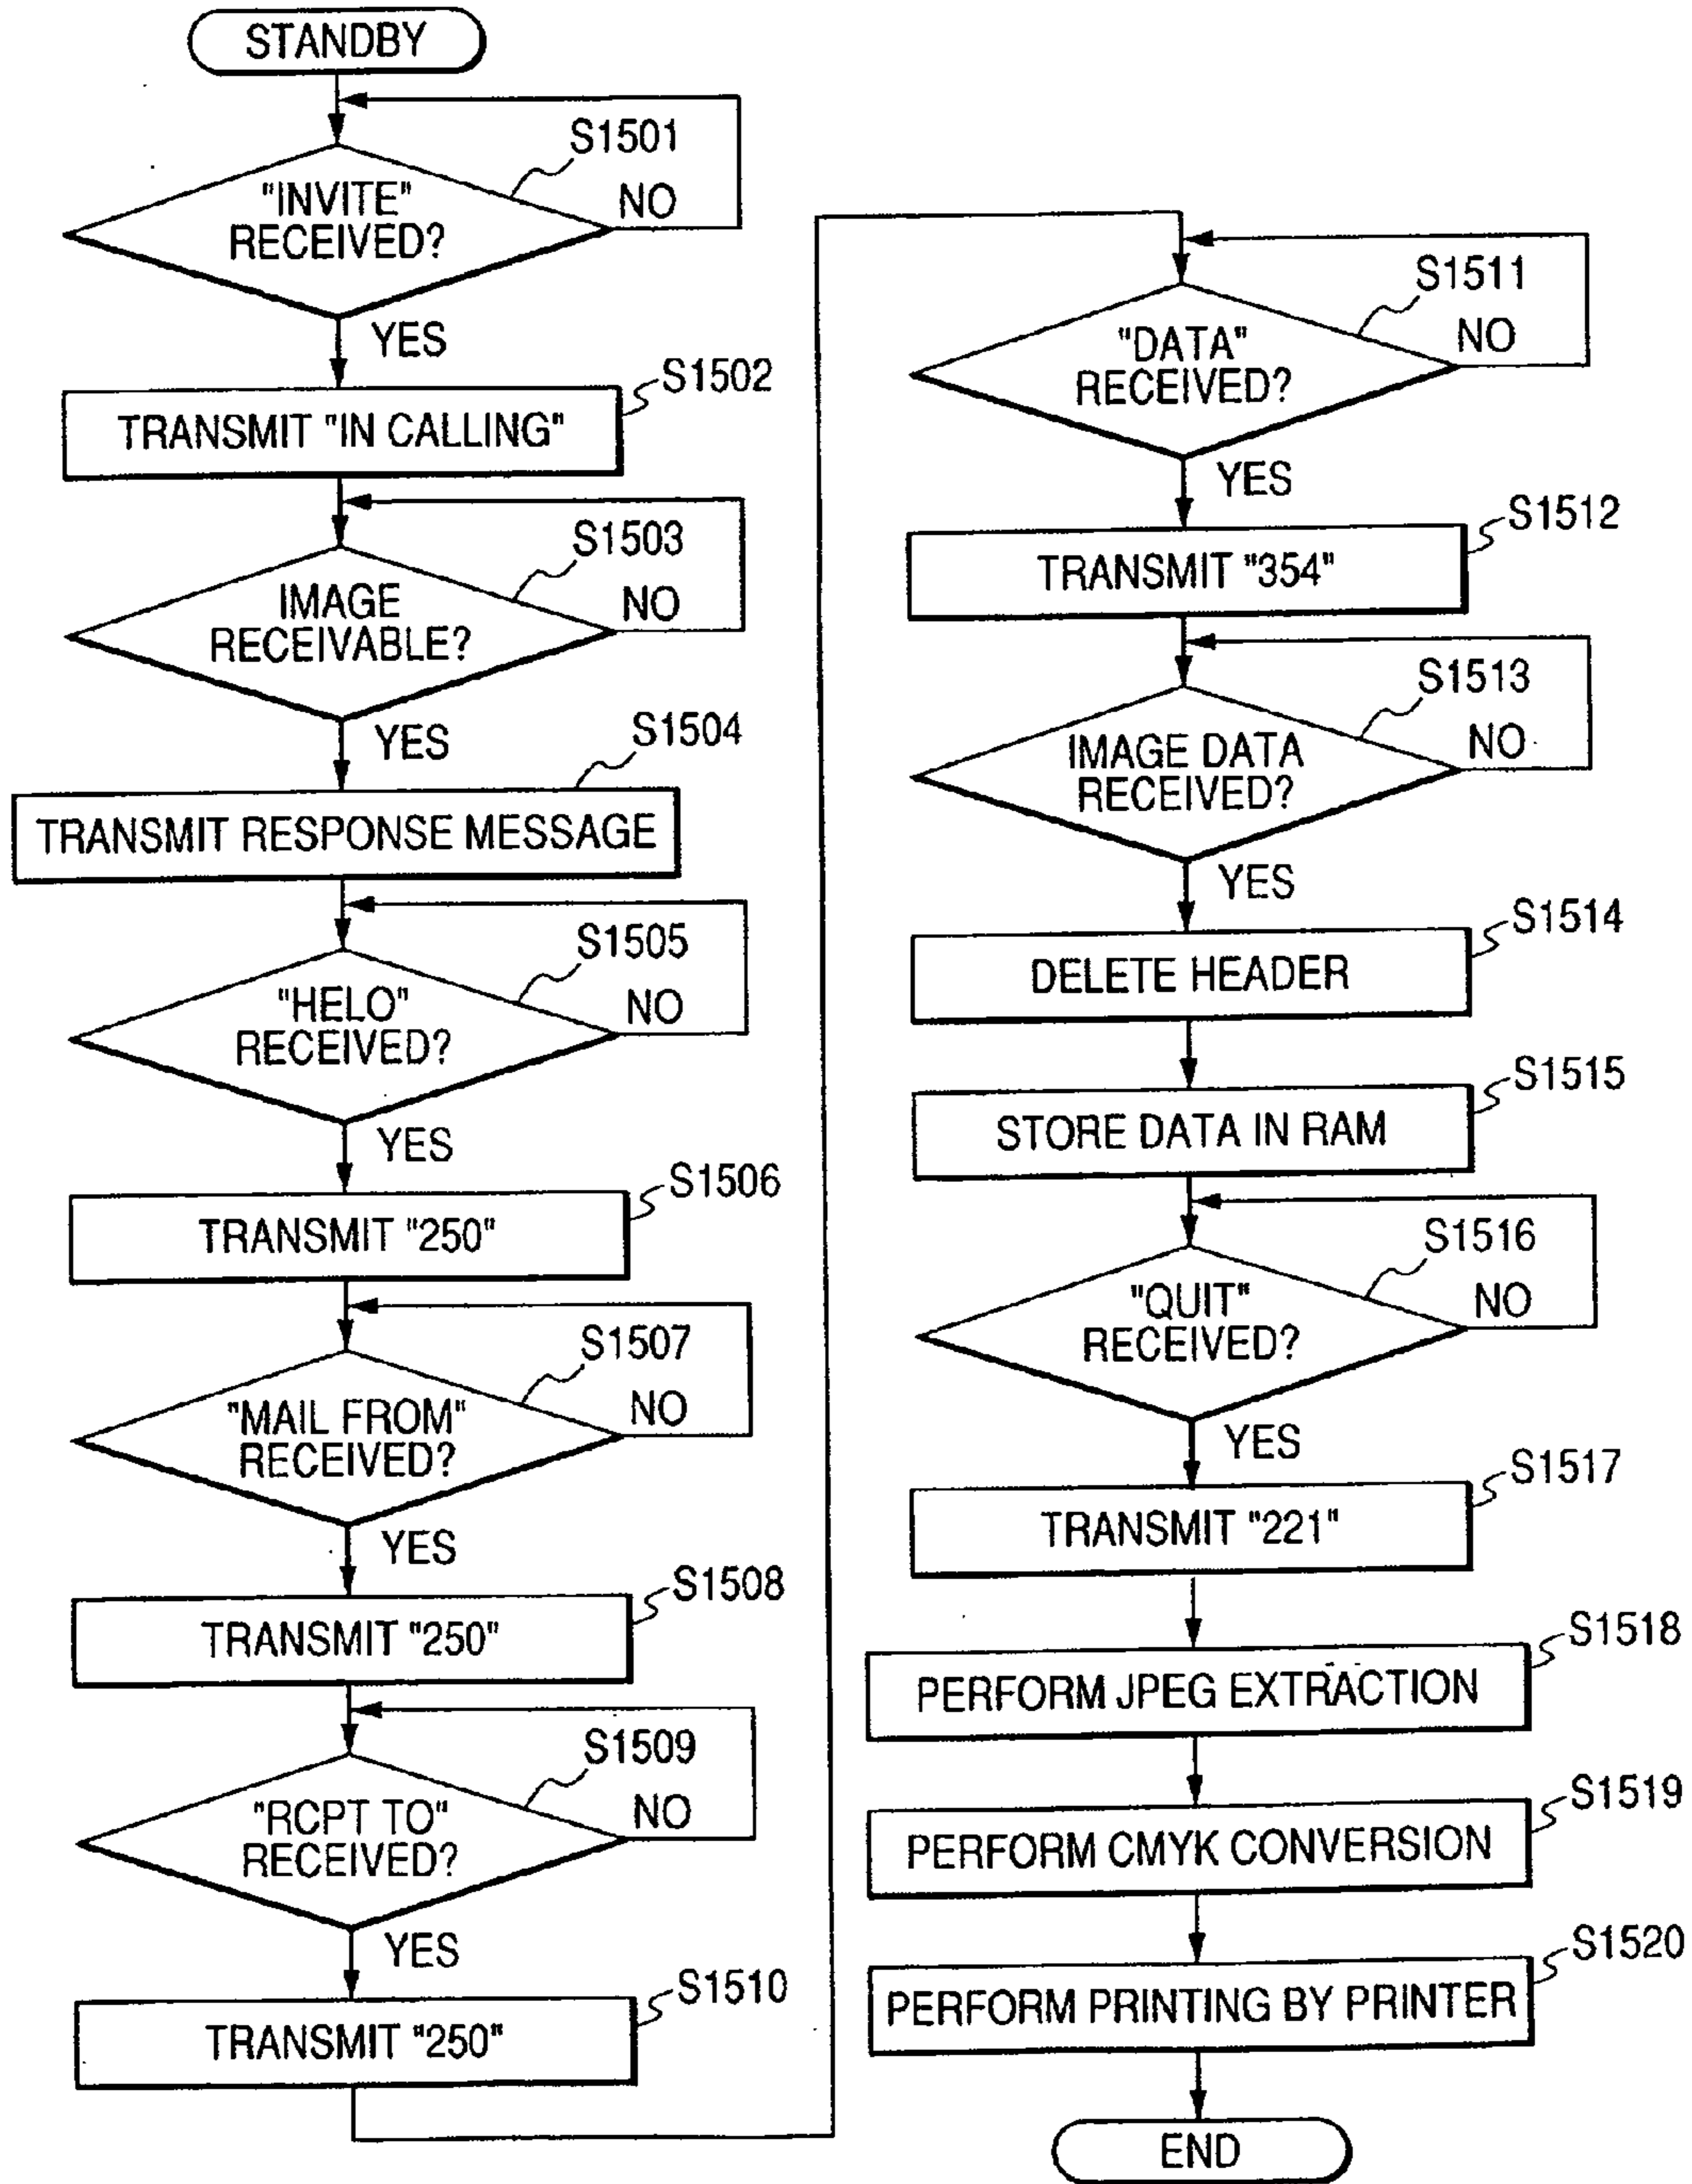 STANDBY
S1501
"INVITE"
RECEIVED?
NO
YES
S1502
TRANSMIT "IN CALLING"
S1503
IMAGE
RECEIVABLE?
NO
YES
S1504
TRANSMIT RESPONSE MESSAGE
S1505
"HELO"
RECEIVED?
NO
YES
S1506
TRANSMIT "250"
S1507
"MAIL FROM"
RECEIVED?
NO
YES
S1508
TRANSMIT "250"
S1509
"RCPT TO"
RECEIVED?
NO
YES
S1510
TRANSMIT "250"
S1511
"DATA"
RECEIVED?
NO
YES
S1512
TRANSMIT "354"
S1513
IMAGE DATA
RECEIVED?
NO
YES
S1514
DELETE HEADER
S1515
STORE DATA IN RAM
S1516
"QUIT"
RECEIVED?
NO
YES
S1517
TRANSMIT "221"
S1518
PERFORM JPEG EXTRACTION
S1519
PERFORM CMYK CONVERSION
S1520
PERFORM PRINTING BY PRINTER
END